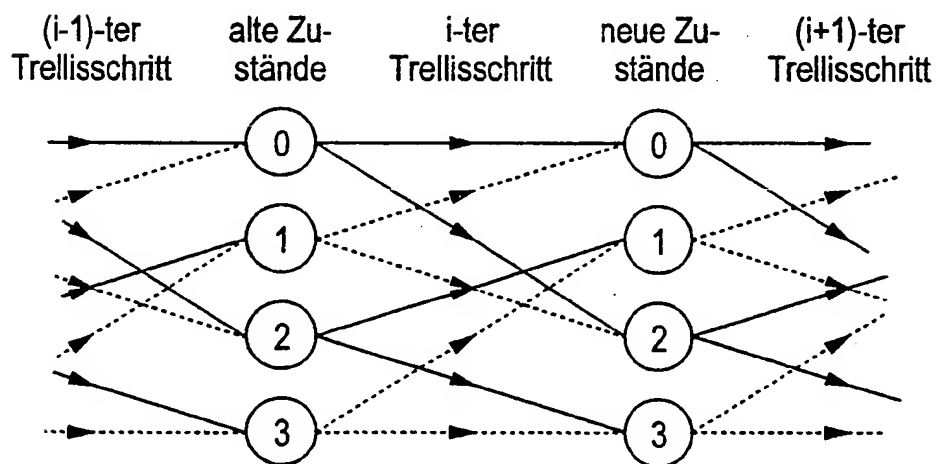 (i-1)-ter
Trellisschritt
alte Zu-
stände
i-ter
Trellisschritt
neue Zu-
stände
(i+1)-ter
Trellisschritt
0
0
1
1
2
2
3
3